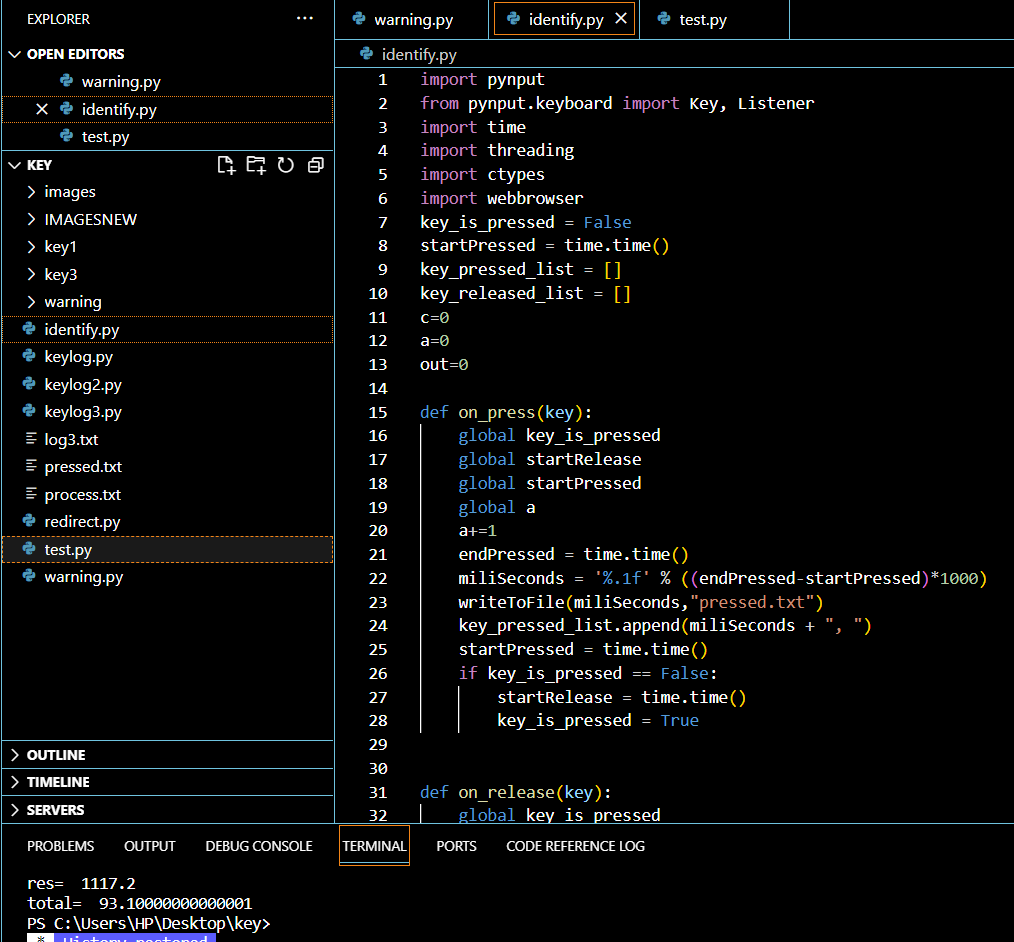 EXPLORER
...
OPEN EDITORS
warning.py
identify.py
test.py
KEY
images
IMAGESNEW
key1
key3
warning
identify.py
keylog.py
keylog2.py
keylog3.py
log3.txt
pressed.txt
process.txt
redirect.py
test.py
warning.py
OUTLINE
TIMELINE
SERVERS
warning.py identify.py test.py
identify.py
1 import pynput
2 from pynput.keyboard import Key, Listener
3 import time
4 import threading
5 import ctypes
6 import webbrowser
7 key_is_pressed = False
8 startPressed = time.time()
9 key_pressed_list = []
10 key_released_list = []
11 c=0
12 a=0
13 out=0
14
15 def on_press(key):
16 global key_is_pressed
17 global startRelease
18 global startPressed
19 global a
20 a+=1
21 endPressed = time.time()
22 miliSeconds = '%.1f' % ((endPressed-startPressed)*1000)
23 writeToFile(miliSeconds,"pressed.txt")
24 key_pressed_list.append(miliSeconds + ", ")
25 startPressed = time.time()
26 if key_is_pressed == False:
27 startRelease = time.time()
28 key_is_pressed = True
29
30
31 def on_release(key):
32 global key_is_pressed
PROBLEMS OUTPUT DEBUG CONSOLE TERMINAL PORTS CODE REFERENCE LOG
res= 1117.2
total= 93.10000000000001
PS C:\Users\HP\Desktop\key>
* History restored